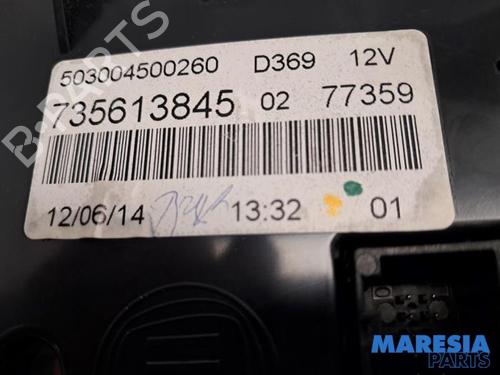 503004500260 D369 12V
735613845 02 77359
12/06/14 13:32 01
B-PARTS
MARESIA
PARTS